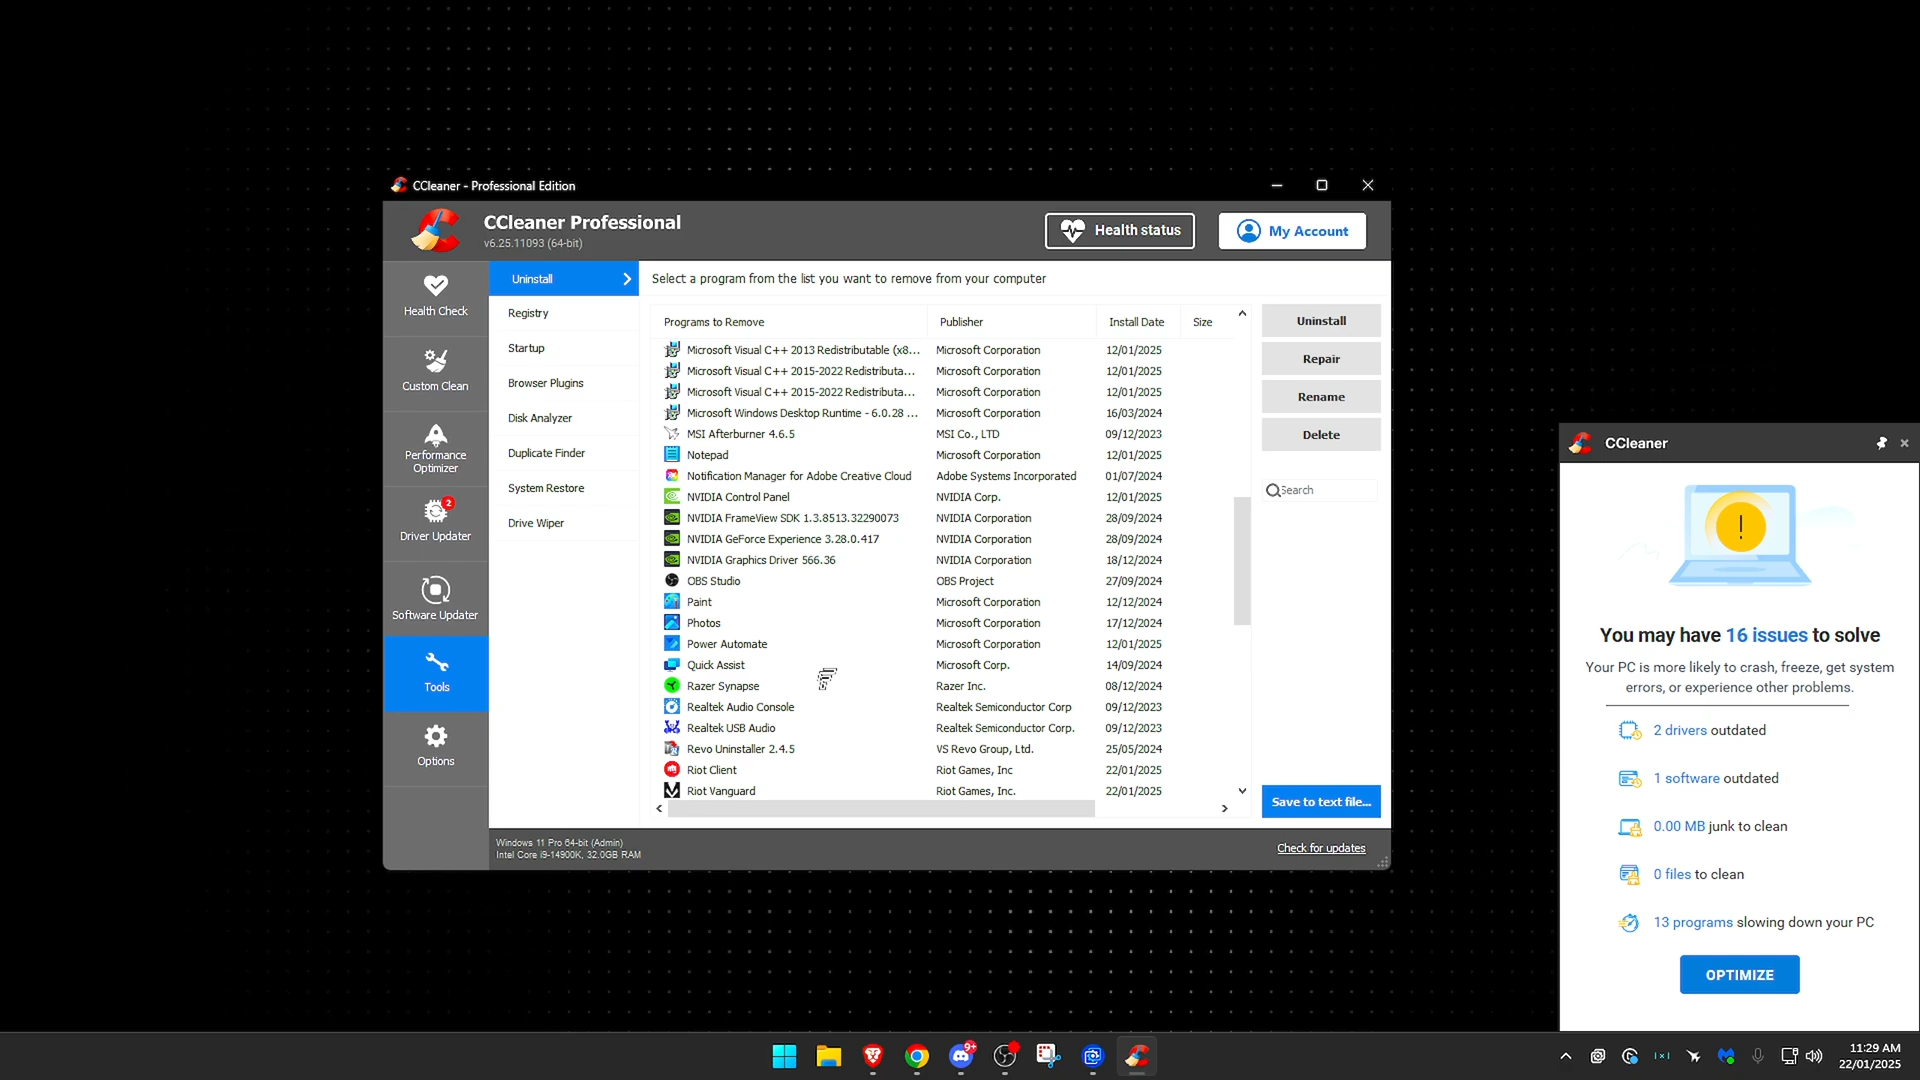 CCleaner - Professional Edition
CCleaner Professional
v6.25.11093 (64-bit)
Health status
My Account
Health Check
Custom Clean
Performance
Optimizer
2
Driver Updater
Software Updater
Tools
Options
Uninstall
Registry
Startup
Browser Plugins
Disk Analyzer
Duplicate Finder
System Restore
Drive Wiper
Select a program from the list you want to remove from your computer
Programs to Remove Publisher Install Date Size
Microsoft Visual C++ 2013 Redistributable (x8... Microsoft Corporation 12/01/2025
Microsoft Visual C++ 2015-2022 Redistributa... Microsoft Corporation 12/01/2025
Microsoft Visual C++ 2015-2022 Redistributa... Microsoft Corporation 12/01/2025
Microsoft Windows Desktop Runtime - 6.0.28 ... Microsoft Corporation 16/03/2024
MSI Afterburner 4.6.5 MSI Co., LTD 09/12/2023
Notepad Microsoft Corporation 12/01/2025
Notification Manager for Adobe Creative Cloud Adobe Systems Incorporated 01/07/2024
NVIDIA Control Panel NVIDIA Corp. 12/01/2025
NVIDIA FrameView SDK 1.3.8513.32290073 NVIDIA Corporation 28/09/2024
NVIDIA GeForce Experience 3.28.0.417 NVIDIA Corporation 28/09/2024
NVIDIA Graphics Driver 566.36 NVIDIA Corporation 18/12/2024
OBS Studio OBS Project 27/09/2024
Paint Microsoft Corporation 12/12/2024
Photos Microsoft Corporation 17/12/2024
Power Automate Microsoft Corporation 12/01/2025
Quick Assist Microsoft Corp. 14/09/2024
Razer Synapse Razer Inc. 08/12/2024
Realtek Audio Console Realtek Semiconductor Corp 09/12/2023
Realtek USB Audio Realtek Semiconductor Corp. 09/12/2023
Revo Uninstaller 2.4.5 VS Revo Group, Ltd. 25/05/2024
Riot Client Riot Games, Inc 22/01/2025
Riot Vanguard Riot Games, Inc. 22/01/2025
Uninstall
Repair
Rename
Delete
Search
Save to text file...
Windows 11 Pro 64-bit (Admin)
Intel Core i9-14900K, 32.0GB RAM
Check for updates
CCleaner
!
You may have 16 issues to solve
Your PC is more likely to crash, freeze, get system
errors, or experience other problems.
2 drivers outdated
1 software outdated
0.00 MB junk to clean
0 files to clean
13 programs slowing down your PC
OPTIMIZE
9+
11:29 AM
22/01/2025